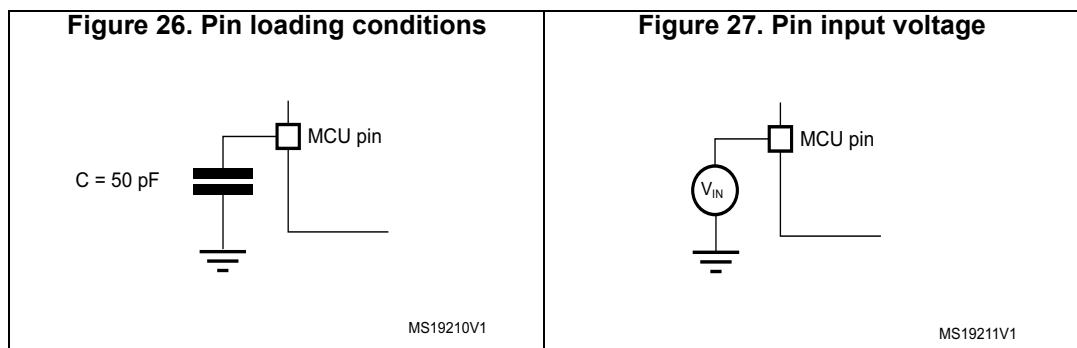 Figure 26. Pin loading conditions
MCU pin
C = 50 pF
MS19210V1
Figure 27. Pin input voltage
MCU pin
VIN
MS19211V1